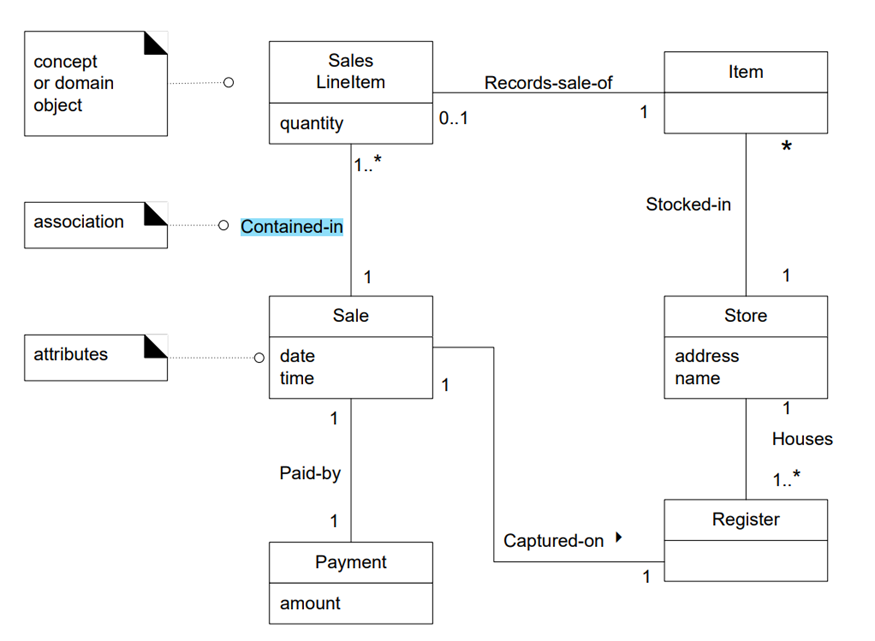 concept
or domain
object
Sales
LineItem
quantity
Records-sale-of
0..1
1
Item
*
1..*
association
Contained-in
Stocked-in
1
1
attributes
Sale
date
time
Store
address
name
1
1
1
Paid-by
Houses
1..*
1
Captured-on
Register
1
Payment
amount